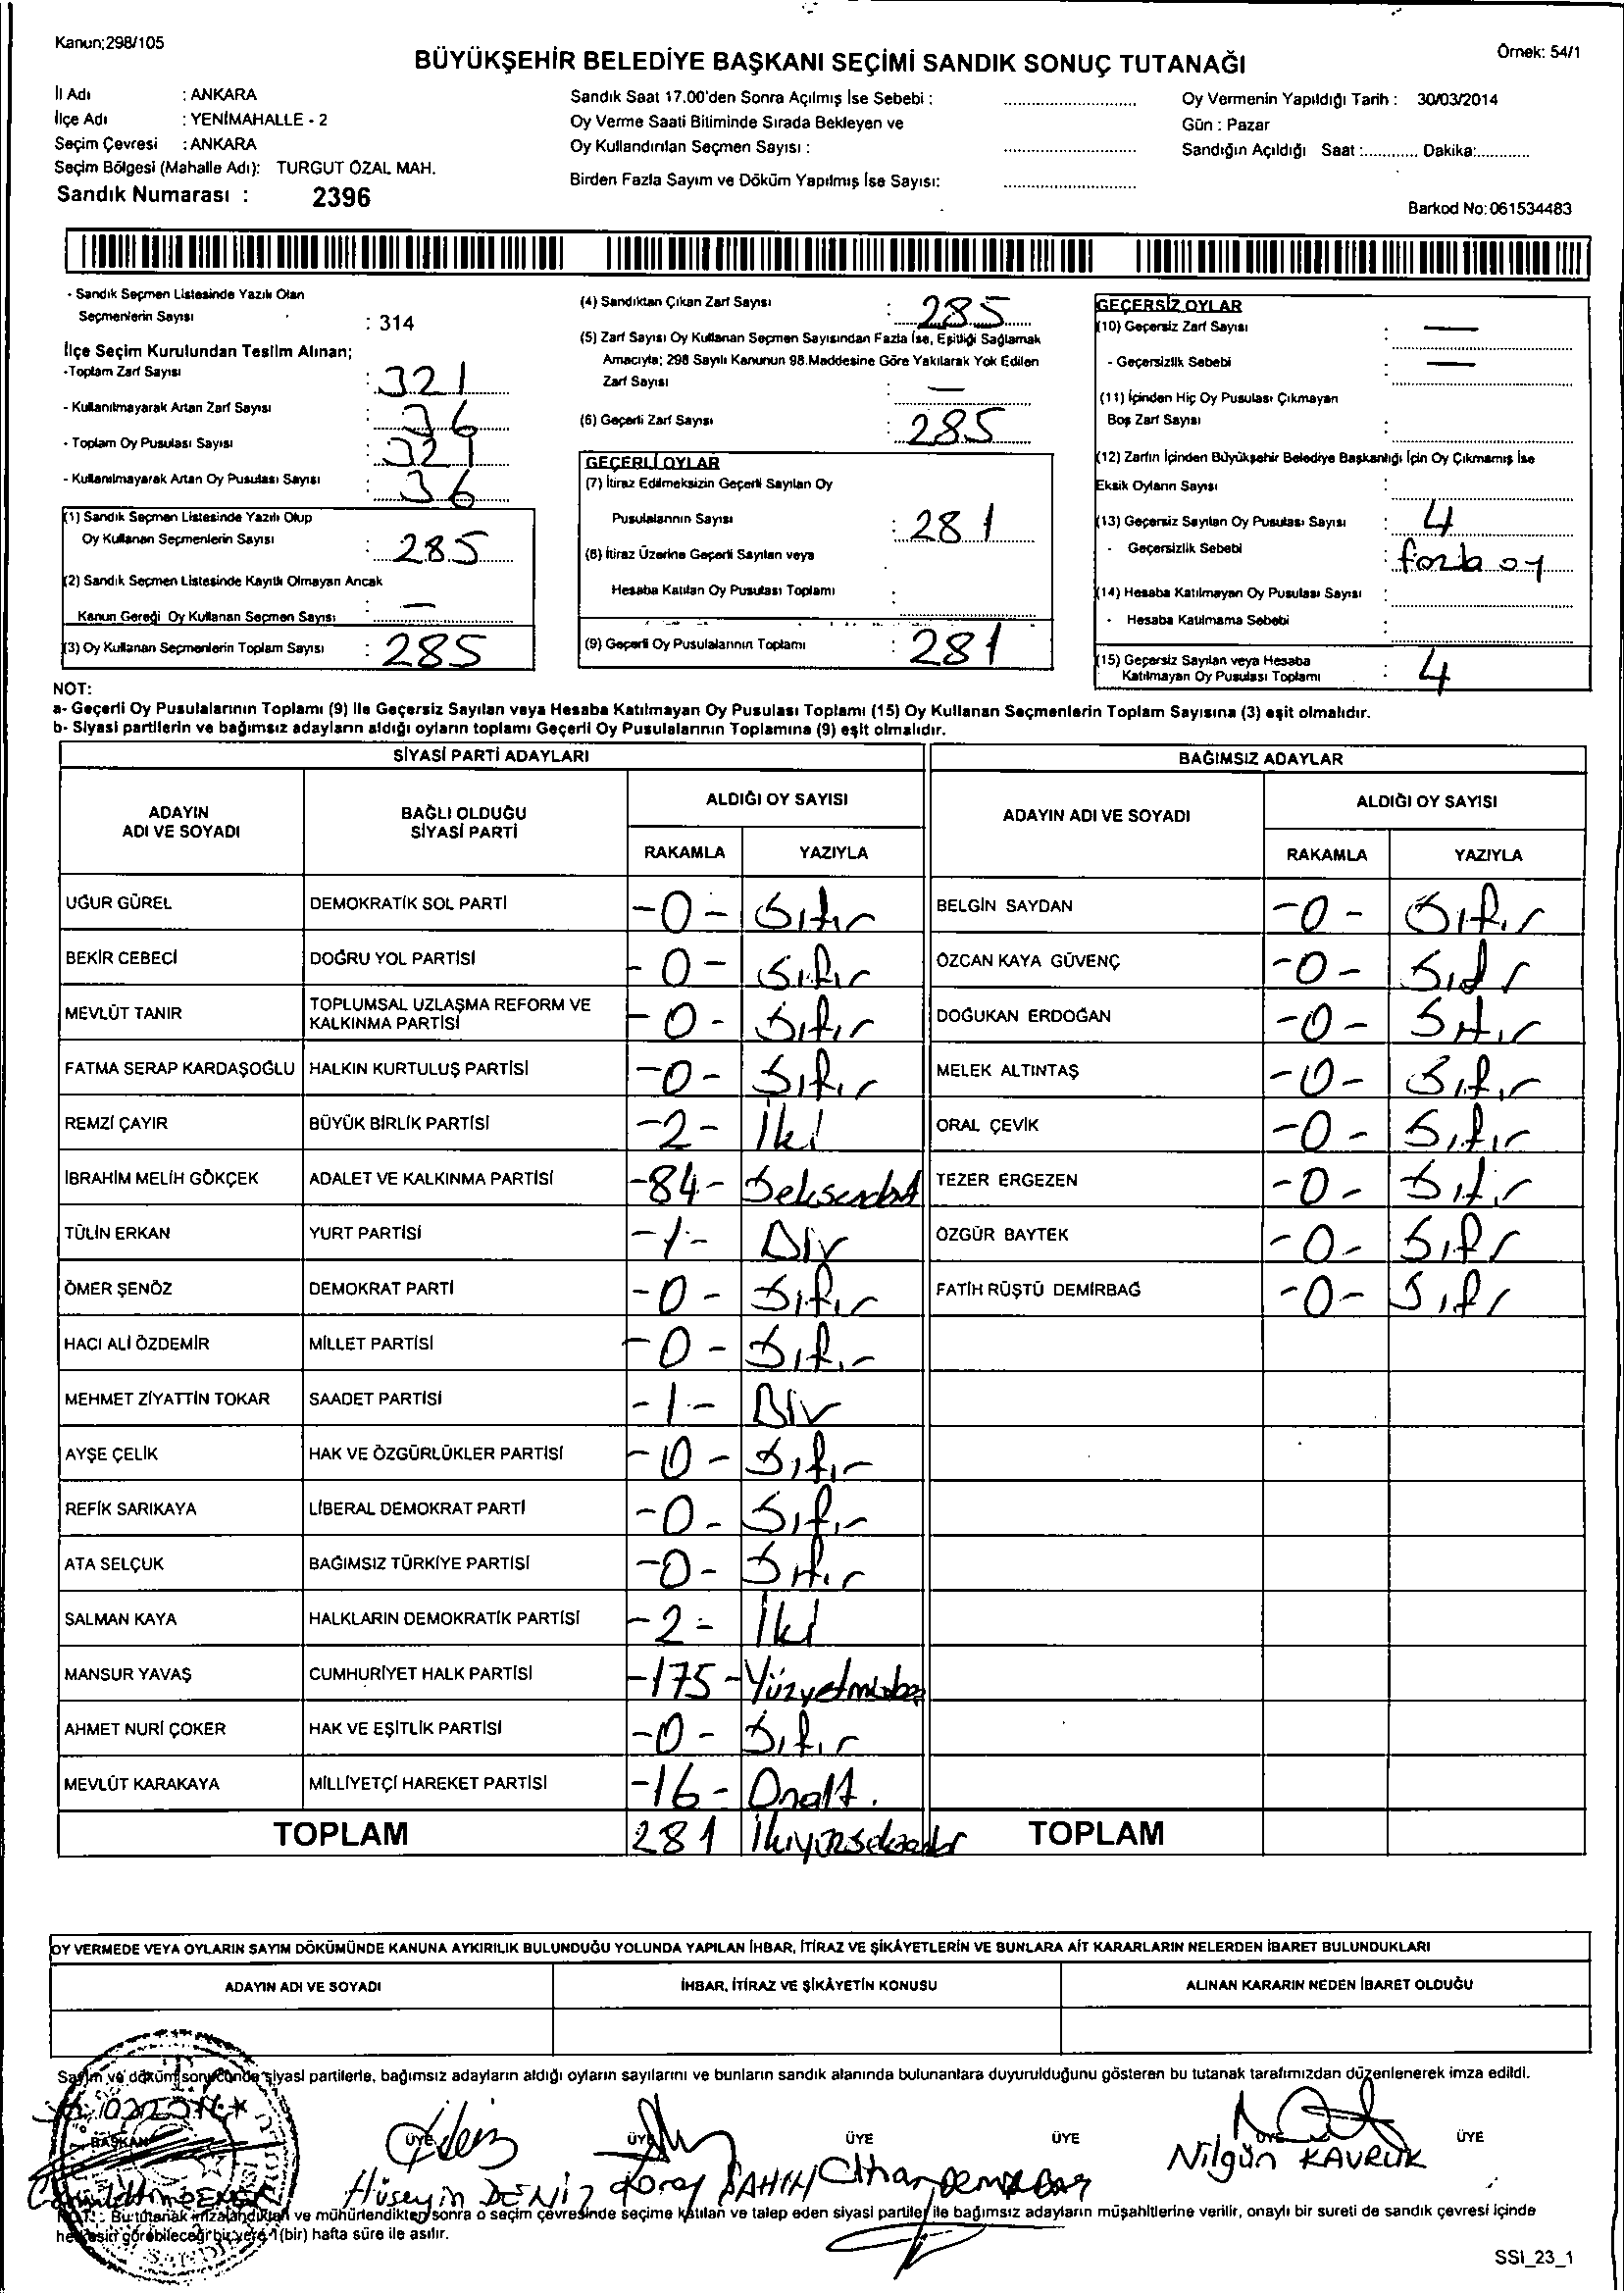 Kanun;298/105
BÜYÜKŞEHİR BELEDİYE BAŞKANI SEÇİMİ SANDIK SONUÇ TUTANAĞI
Örnek: 54/1
İl Adı : ANKARA
İlçe Adı : YENİMAHALLE - 2
Seçim Çevresi : ANKARA
Seçim Bölgesi (Mahalle Adı): TURGUT ÖZAL MAH.
Sandık Numarası : 2396
Sandık Saat 17.00'den Sonra Açılmış İse Sebebi :
Oy Verme Saati Bitiminde Sırada Bekleyen ve
Oy Kullandırılan Seçmen Sayısı :
Birden Fazla Sayım ve Döküm Yapılmış İse Sayısı:
Oy Vermenin Yapıldığı Tarih : 30/03/2014
Gün : Pazar
Sandığın Açıldığı Saat :............ Dakika:............
Barkod No:061534483
- Sandık Seçmen Listesinde Yazılı Olan
Seçmenlerin Sayısı : 314
İlçe Seçim Kurulundan Teslim Alınan;
-Toplam Zarf Sayısı : 321
- Kullanılmayarak Artan Zarf Sayısı : 36
- Toplam Oy Pusulası Sayısı : 321
- Kullanılmayarak Artan Oy Pusulası Sayısı : 36
(1) Sandık Seçmen Listesinde Yazılı Olup
Oy Kullanan Seçmenlerin Sayısı : 285
(2) Sandık Seçmen Listesinde Kayıtlı Olmayan Ancak
Kanun Gereği Oy Kullanan Seçmen Sayısı : —
(3) Oy Kullanan Seçmenlerin Toplam Sayısı : 285
(4) Sandıktan Çıkan Zarf Sayısı : 285
(5) Zarf Sayısı Oy Kullanan Seçmen Sayısından Fazla İse, Eşitliği Sağlamak
Amacıyla; 298 Sayılı Kanunun 98.Maddesine Göre Yakılarak Yok Edilen
Zarf Sayısı : —
(6) Geçerli Zarf Sayısı : 285
GEÇERLİ OYLAR
(7) İtiraz Edilmeksizin Geçerli Sayılan Oy
Pusulalarının Sayısı : 281
(8) İtiraz Üzerine Geçerli Sayılan veya
Hesaba Katılan Oy Pusulası Toplamı :
(9) Geçerli Oy Pusulalarının Toplamı : 281
GEÇERSİZ OYLAR
(10) Geçersiz Zarf Sayısı : —
- Geçersizlik Sebebi : —
(11) İçinden Hiç Oy Pusulası Çıkmayan
Boş Zarf Sayısı :
(12) Zarfın İçinden Büyükşehir Belediye Başkanlığı İçin Oy Çıkmamış İse
Eksik Oyların Sayısı :
(13) Geçersiz Sayılan Oy Pusulası Sayısı : 4
- Geçersizlik Sebebi : fazla oy
(14) Hesaba Katılmayan Oy Pusulası Sayısı :
- Hesaba Katılmama Sebebi :
(15) Geçersiz Sayılan veya Hesaba
Katılmayan Oy Pusulası Toplamı : 4
NOT:
a- Geçerli Oy Pusulalarının Toplamı (9) ile Geçersiz Sayılan veya Hesaba Katılmayan Oy Pusulası Toplamı (15) Oy Kullanan Seçmenlerin Toplam Sayısına (3) eşit olmalıdır.
b- Siyasi partilerin ve bağımsız adayların aldığı oyların toplamı Geçerli Oy Pusulalarının Toplamına (9) eşit olmalıdır.
SİYASİ PARTİ ADAYLARI
BAĞIMSIZ ADAYLAR
ADAYIN ADI VE SOYADI
BAĞLI OLDUĞU SİYASİ PARTİ
ALDIĞI OY SAYISI
RAKAMLA YAZIYLA
ADAYIN ADI VE SOYADI
ALDIĞI OY SAYISI
RAKAMLA YAZIYLA
UĞUR GÜREL DEMOKRATİK SOL PARTİ -0- Sıfır BELGİN SAYDAN -0- Sıfır
BEKİR CEBECİ DOĞRU YOL PARTİSİ -0- Sıfır ÖZCAN KAYA GÜVENÇ -0- Sıfır
MEVLÜT TANIR TOPLUMSAL UZLAŞMA REFORM VE KALKINMA PARTİSİ -0- Sıfır DOĞUKAN ERDOĞAN -0- Sıfır
FATMA SERAP KARDAŞOĞLU HALKIN KURTULUŞ PARTİSİ -0- Sıfır MELEK ALTINTAŞ -0- Sıfır
REMZİ ÇAYIR BÜYÜK BİRLİK PARTİSİ -2- İki ORAL ÇEVİK -0- Sıfır
İBRAHİM MELİH GÖKÇEK ADALET VE KALKINMA PARTİSİ -84- Seksendört TEZER ERGEZEN -0- Sıfır
TÜLİN ERKAN YURT PARTİSİ -1- Bir ÖZGÜR BAYTEK -0- Sıfır
ÖMER ŞENÖZ DEMOKRAT PARTİ -0- Sıfır FATİH RÜŞTÜ DEMİRBAĞ -0- Sıfır
HACI ALİ ÖZDEMİR MİLLET PARTİSİ -0- Sıfır
MEHMET ZİYATTİN TOKAR SAADET PARTİSİ -1- Bir
AYŞE ÇELİK HAK VE ÖZGÜRLÜKLER PARTİSİ -0- Sıfır
REFİK SARIKAYA LİBERAL DEMOKRAT PARTİ -0- Sıfır
ATA SELÇUK BAĞIMSIZ TÜRKİYE PARTİSİ -0- Sıfır
SALMAN KAYA HALKLARIN DEMOKRATİK PARTİSİ -2- İki
MANSUR YAVAŞ CUMHURİYET HALK PARTİSİ -175- Yüzyetmişbeş
AHMET NURİ ÇOKER HAK VE EŞİTLİK PARTİSİ -0- Sıfır
MEVLÜT KARAKAYA MİLLİYETÇİ HAREKET PARTİSİ -16- Onaltı.
TOPLAM 281 TOPLAM
OY VERMEDE VEYA OYLARIN SAYIM DÖKÜMÜNDE KANUNA AYKIRILIK BULUNDUĞU YOLUNDA YAPILAN İHBAR, İTİRAZ VE ŞİKÂYETLERİN VE BUNLARA AİT KARARLARIN NELERDEN İBARET BULUNDUKLARI
ADAYIN ADI VE SOYADI İHBAR, İTİRAZ VE ŞİKÂYETİN KONUSU ALINAN KARARIN NEDEN İBARET OLDUĞU
Sayım ve döküm sonucunda siyasi partilerle, bağımsız adayların aldığı oyların sayılarını ve bunların sandık alanında bulunanlara duyurulduğunu gösteren bu tutanak tarafımızdan düzenlenerek imza edildi.
BAŞKAN ÜYE ÜYE ÜYE ÜYE ÜYE ÜYE
Hüseyin DENİZ Koray ŞAHİN Nilgün KAVRUK
NOT: Bu tutanak imzalandıktan ve mühürlendikten sonra o seçim çevresinde seçime katılan ve talep eden siyasi partiler ile bağımsız adayların müşahitlerine verilir, onaylı bir sureti de sandık çevresi içinde
herkesin görebileceği bir yere 1(bir) hafta süre ile asılır.
SSI_23_1